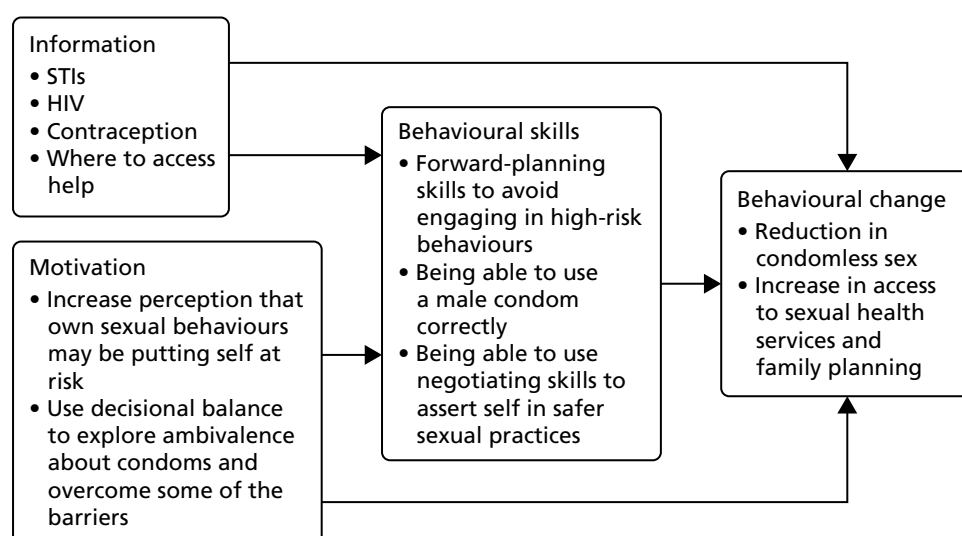 Information
• STIs
• HIV
• Contraception
• Where to access
help
Motivation
• Increase perception that
own sexual behaviours
may be putting self at
risk
• Use decisional balance
to explore ambivalence
about condoms and
overcome some of the
barriers
Behavioural skills
• Forward-planning
skills to avoid
engaging in high-risk
behaviours
• Being able to use
a male condom
correctly
• Being able to use
negotiating skills to
assert self in safer
sexual practices
Behavioural change
• Reduction in
condomless sex
• Increase in access
to sexual health
services and
family planning